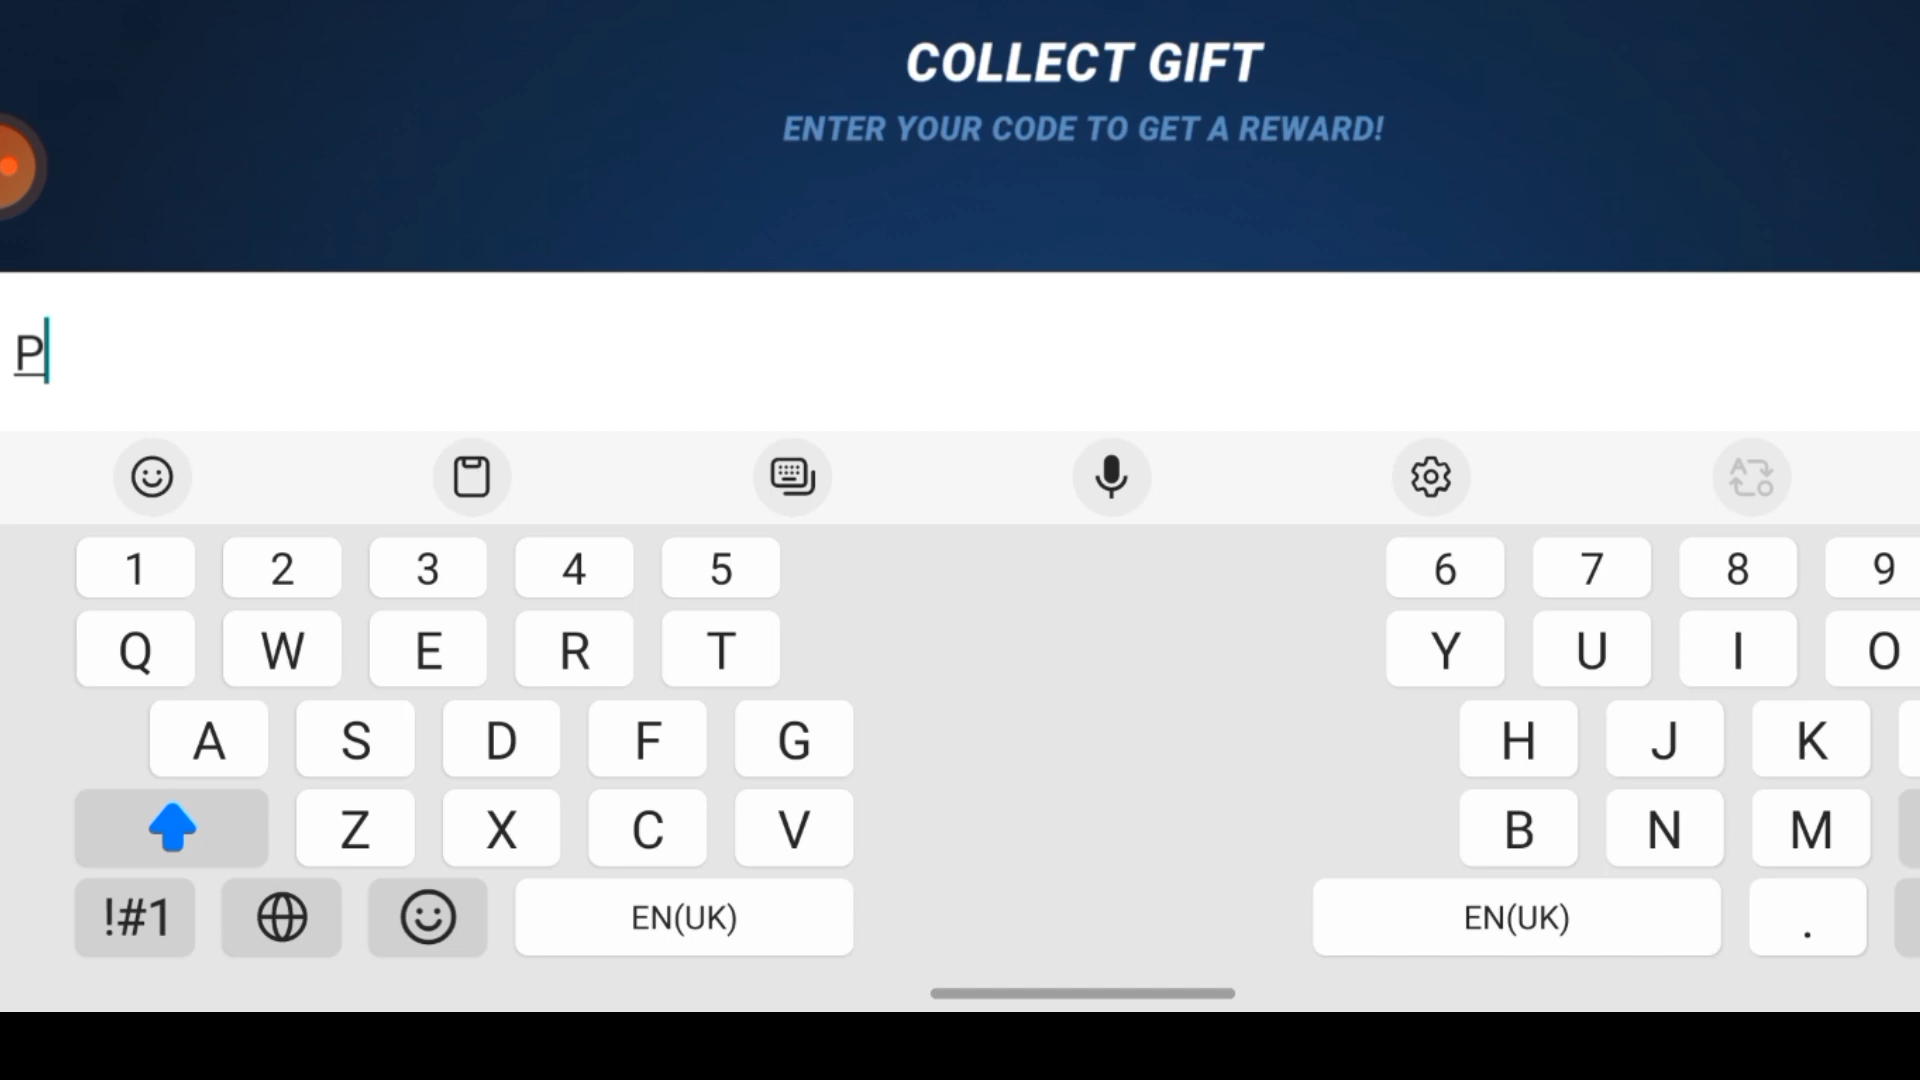 COLLECT GIFT
ENTER YOUR CODE TO GET A REWARD!
P
1 2 3 4 5 6 7 8 9
Q W E R T Y U I O
A S D F G H J K
Z X C V B N M
!#1 EN(UK) EN(UK) .